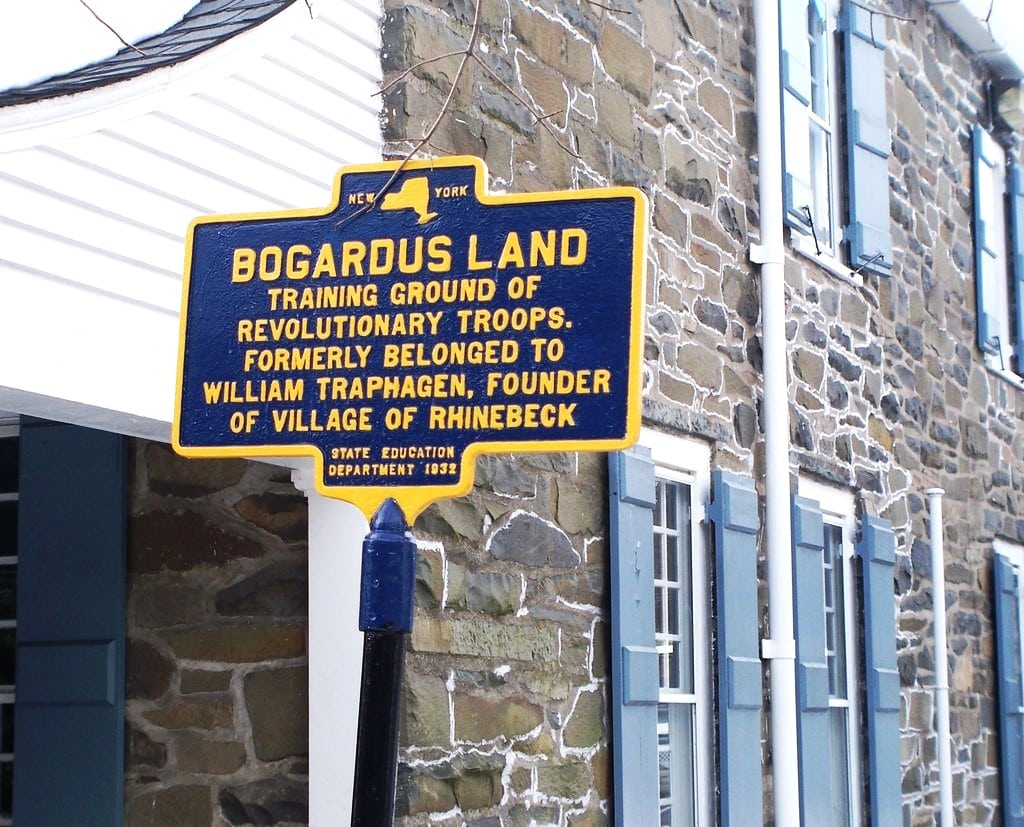 NEW YORK
BOGARDUS LAND
TRAINING GROUND OF
REVOLUTIONARY TROOPS.
FORMERLY BELONGED TO
WILLIAM TRAPHAGEN, FOUNDER
OF VILLAGE OF RHINEBECK
STATE EDUCATION
DEPARTMENT 1932